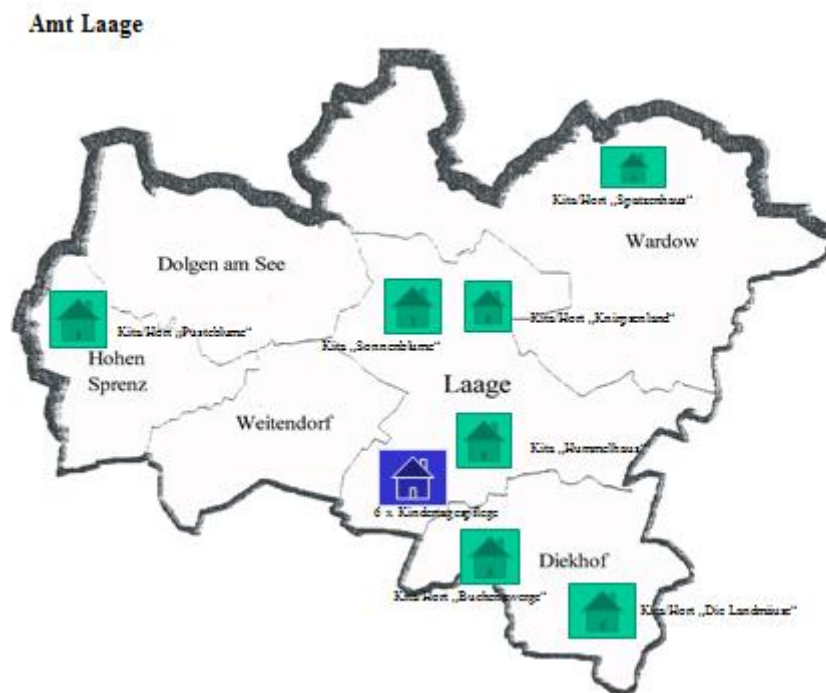 Amt Laage
Kita/Hort „Spatzenhaus“
Wardow
Dolgen am See
Kita/Hort „Pusteblume“
Kita „Sonnenblume“
Kita/Hort „Knirpsenland“
Hohen
Sprenz
Laage
Weitendorf
Kita „Hummelhaus“
6 x Kindertagespflege
Diekhof
Kita/Hort „Buchenzwerge“
Kita/Hort „Die Landmäuse“